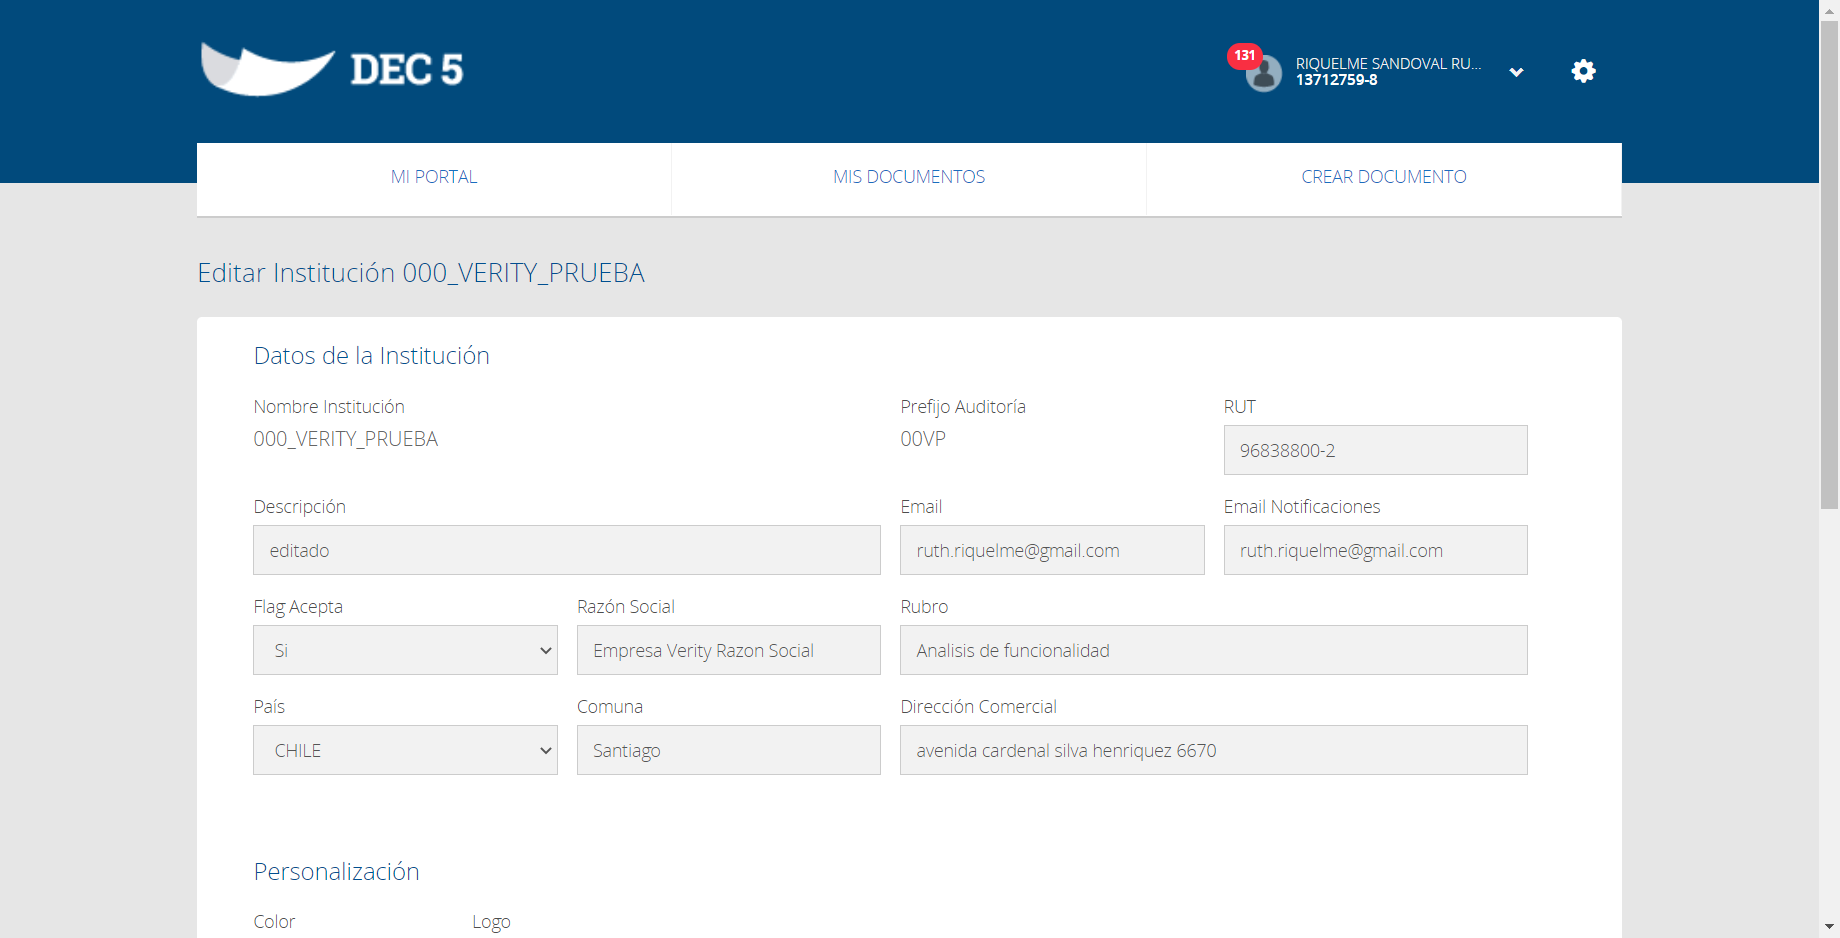 DEC 5
131
RIQUELME SANDOVAL RU...
13712759-8
MI PORTAL
MIS DOCUMENTOS
CREAR DOCUMENTO
Editar Institución 000_VERITY_PRUEBA
Datos de la Institución
Nombre Institución
Prefijo Auditoría
RUT
000_VERITY_PRUEBA
00VP
96838800-2
Descripción
Email
Email Notificaciones
editado
ruth.riquelme@gmail.com
ruth.riquelme@gmail.com
Flag Acepta
Razón Social
Rubro
Si
Empresa Verity Razon Social
Analisis de funcionalidad
País
Comuna
Dirección Comercial
CHILE
Santiago
avenida cardenal silva henriquez 6670
Personalización
Color
Logo